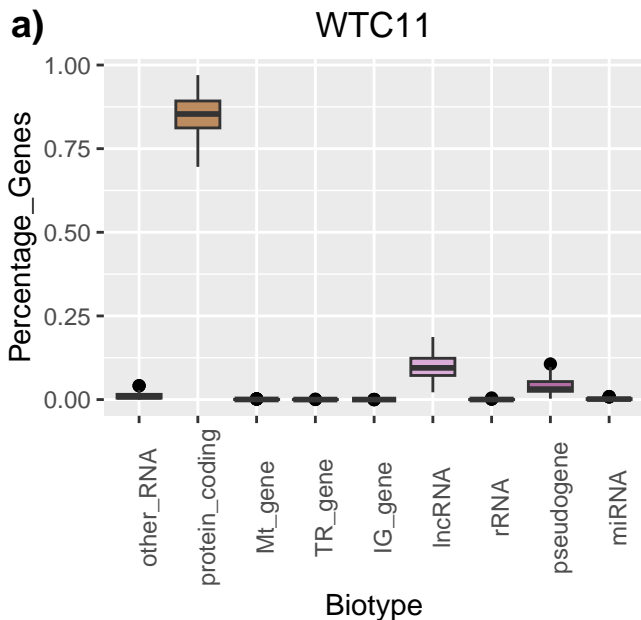 a)
WTC11
Percentage_Genes
1.00
0.75
0.50
0.25
0.00
other_RNA
protein_coding
Mt_gene
TR_gene
IG_gene
lncRNA
rRNA
pseudogene
miRNA
Biotype